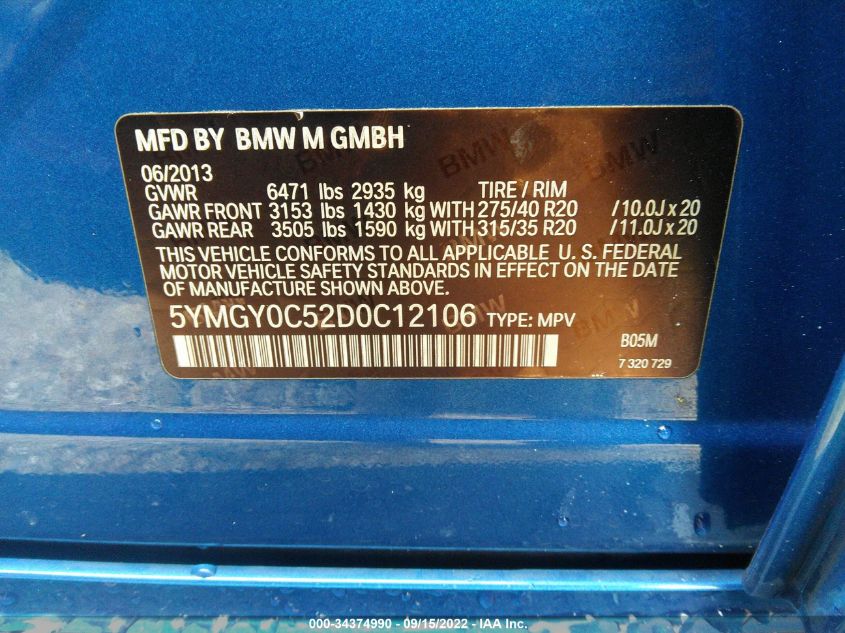 MFD BY BMW M GMBH
06/2013
GVWR 6471 lbs 2935 kg TIRE / RIM
GAWR FRONT 3153 lbs 1430 kg WITH 275/40 R20 /10.0J x 20
GAWR REAR 3505 lbs 1590 kg WITH 315/35 R20 /11.0J x 20
THIS VEHICLE CONFORMS TO ALL APPLICABLE U. S. FEDERAL
MOTOR VEHICLE SAFETY STANDARDS IN EFFECT ON THE DATE
OF MANUFACTURE SHOWN ABOVE.
5YMGY0C52D0C12106 TYPE: MPV
B05M
7 320 729
000-34374990 - 09/15/2022 - IAA Inc.